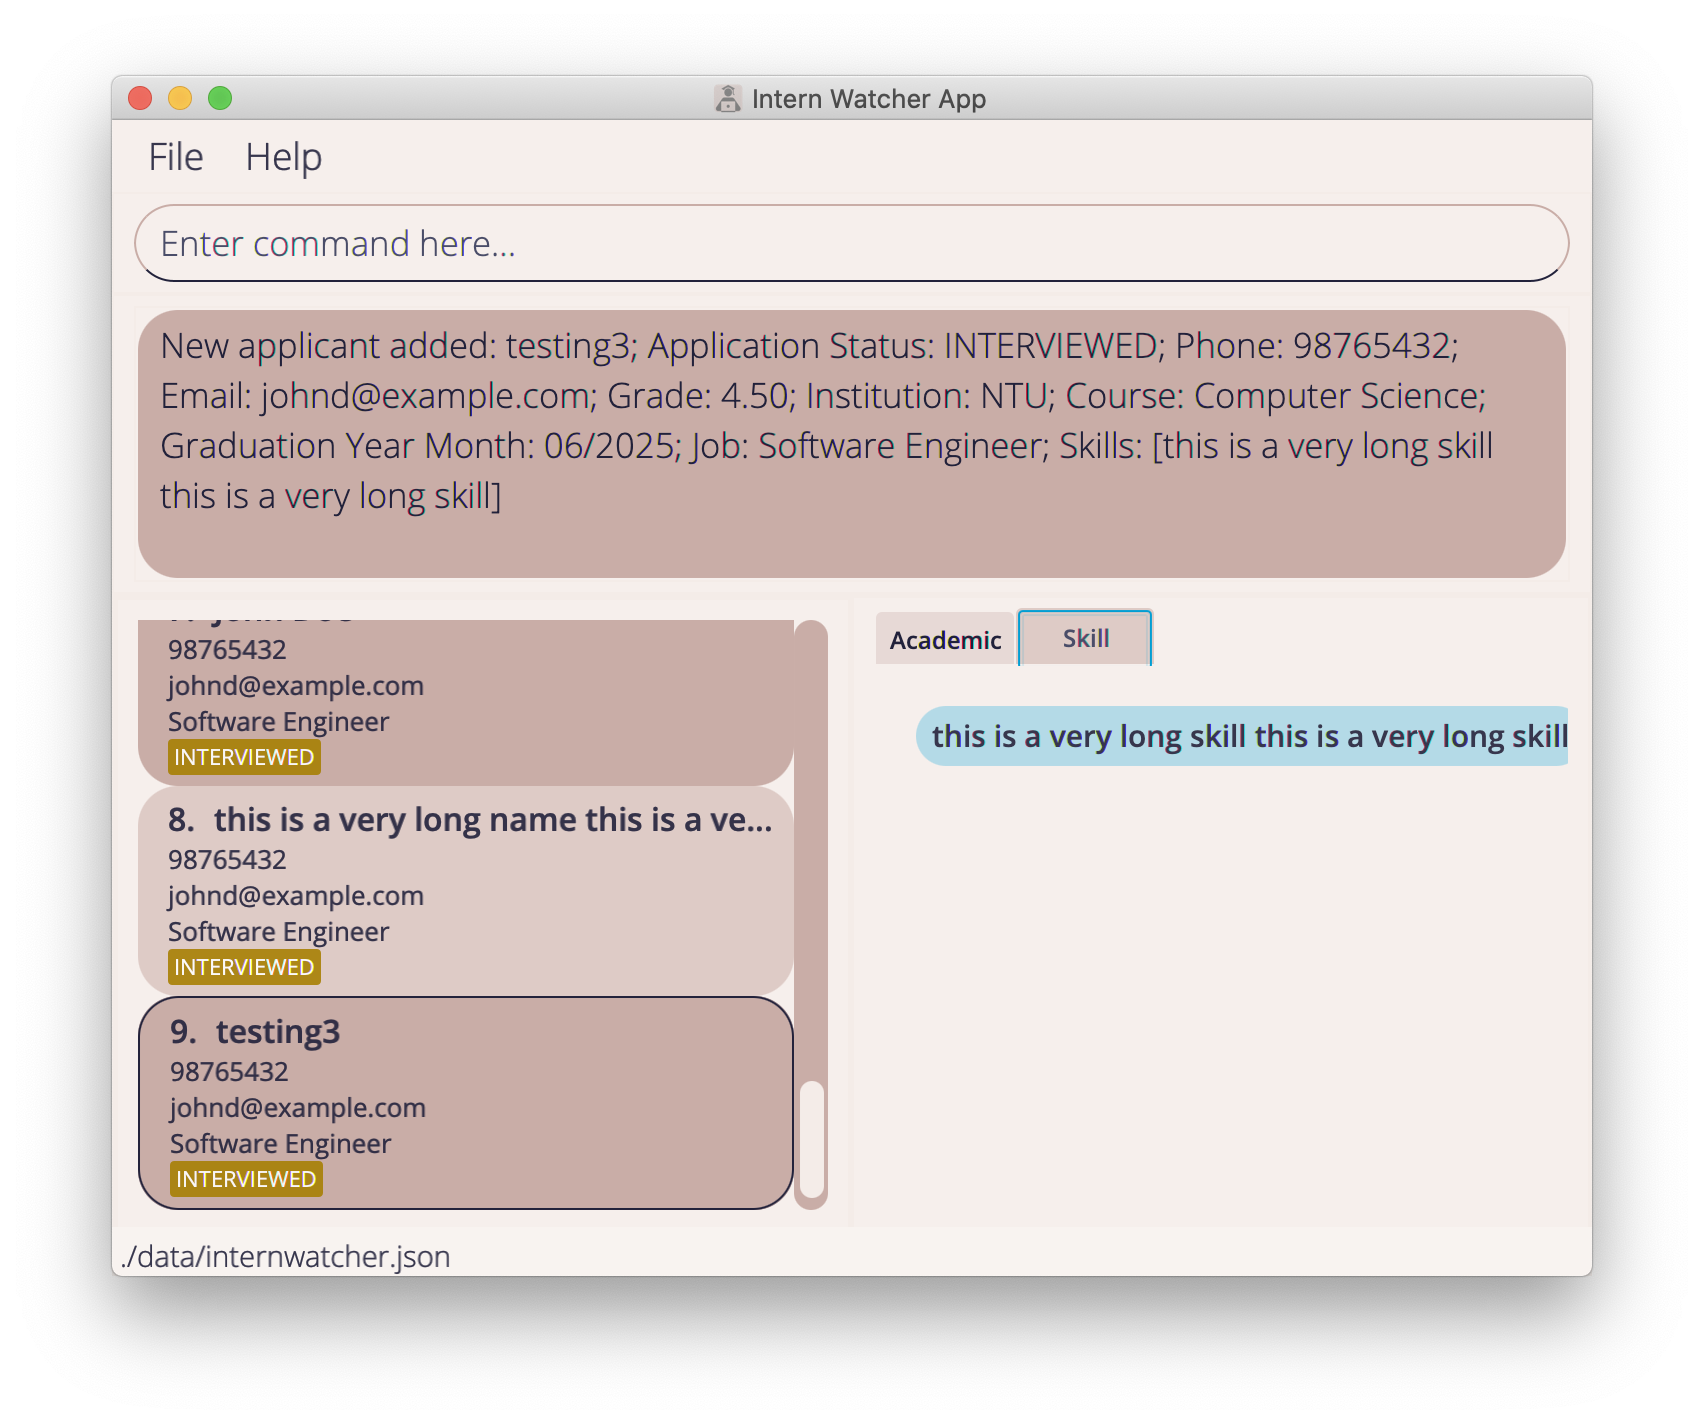 Intern Watcher App
File Help
Enter command here...
New applicant added: testing3; Application Status: INTERVIEWED; Phone: 98765432;
Email: johnd@example.com; Grade: 4.50; Institution: NTU; Course: Computer Science;
Graduation Year Month: 06/2025; Job: Software Engineer; Skills: [this is a very long skill
this is a very long skill]
98765432
johnd@example.com
Software Engineer
INTERVIEWED
8. this is a very long name this is a ve...
98765432
johnd@example.com
Software Engineer
INTERVIEWED
9. testing3
98765432
johnd@example.com
Software Engineer
INTERVIEWED
Academic Skill
this is a very long skill this is a very long skill
./data/internwatcher.json